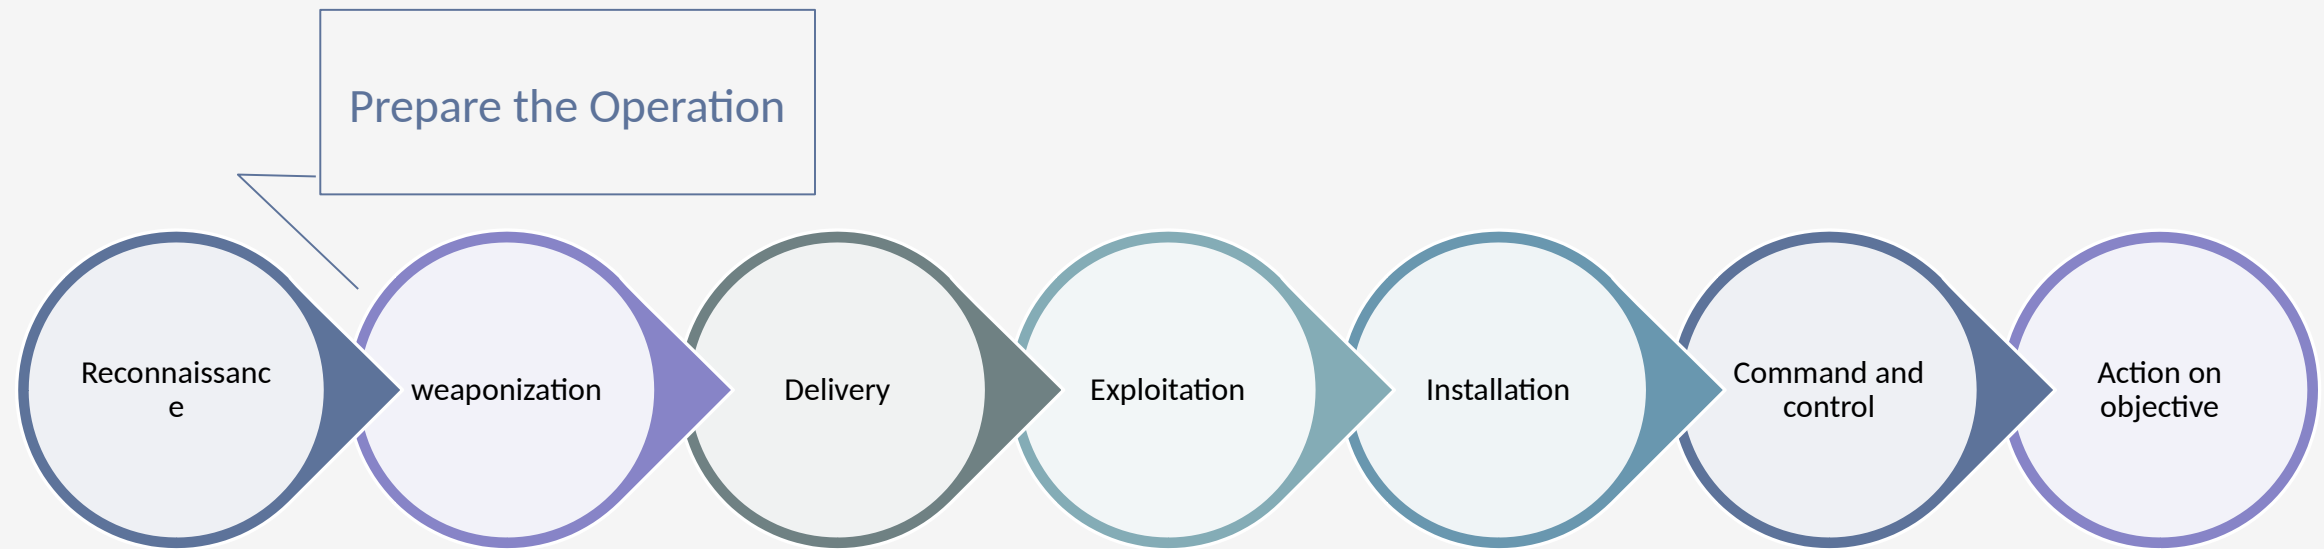 Prepare the Operation
Reconnaissanc
e
weaponization
Delivery
Exploitation
Installation
Command and
control
Action on
objective